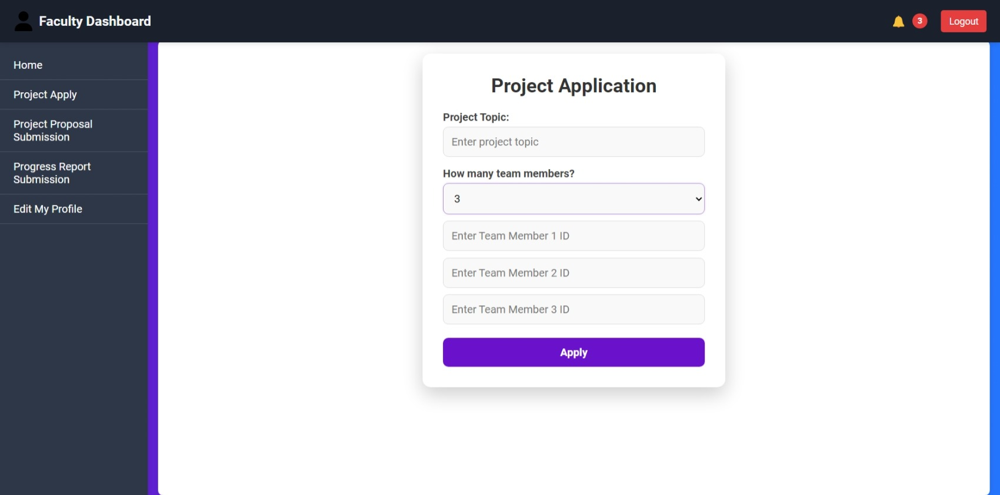 Faculty Dashboard
3
Logout
Home
Project Apply
Project Proposal
Submission
Progress Report
Submission
Edit My Profile
Project Application
Project Topic:
Enter project topic
How many team members?
3
Enter Team Member 1 ID
Enter Team Member 2 ID
Enter Team Member 3 ID
Apply